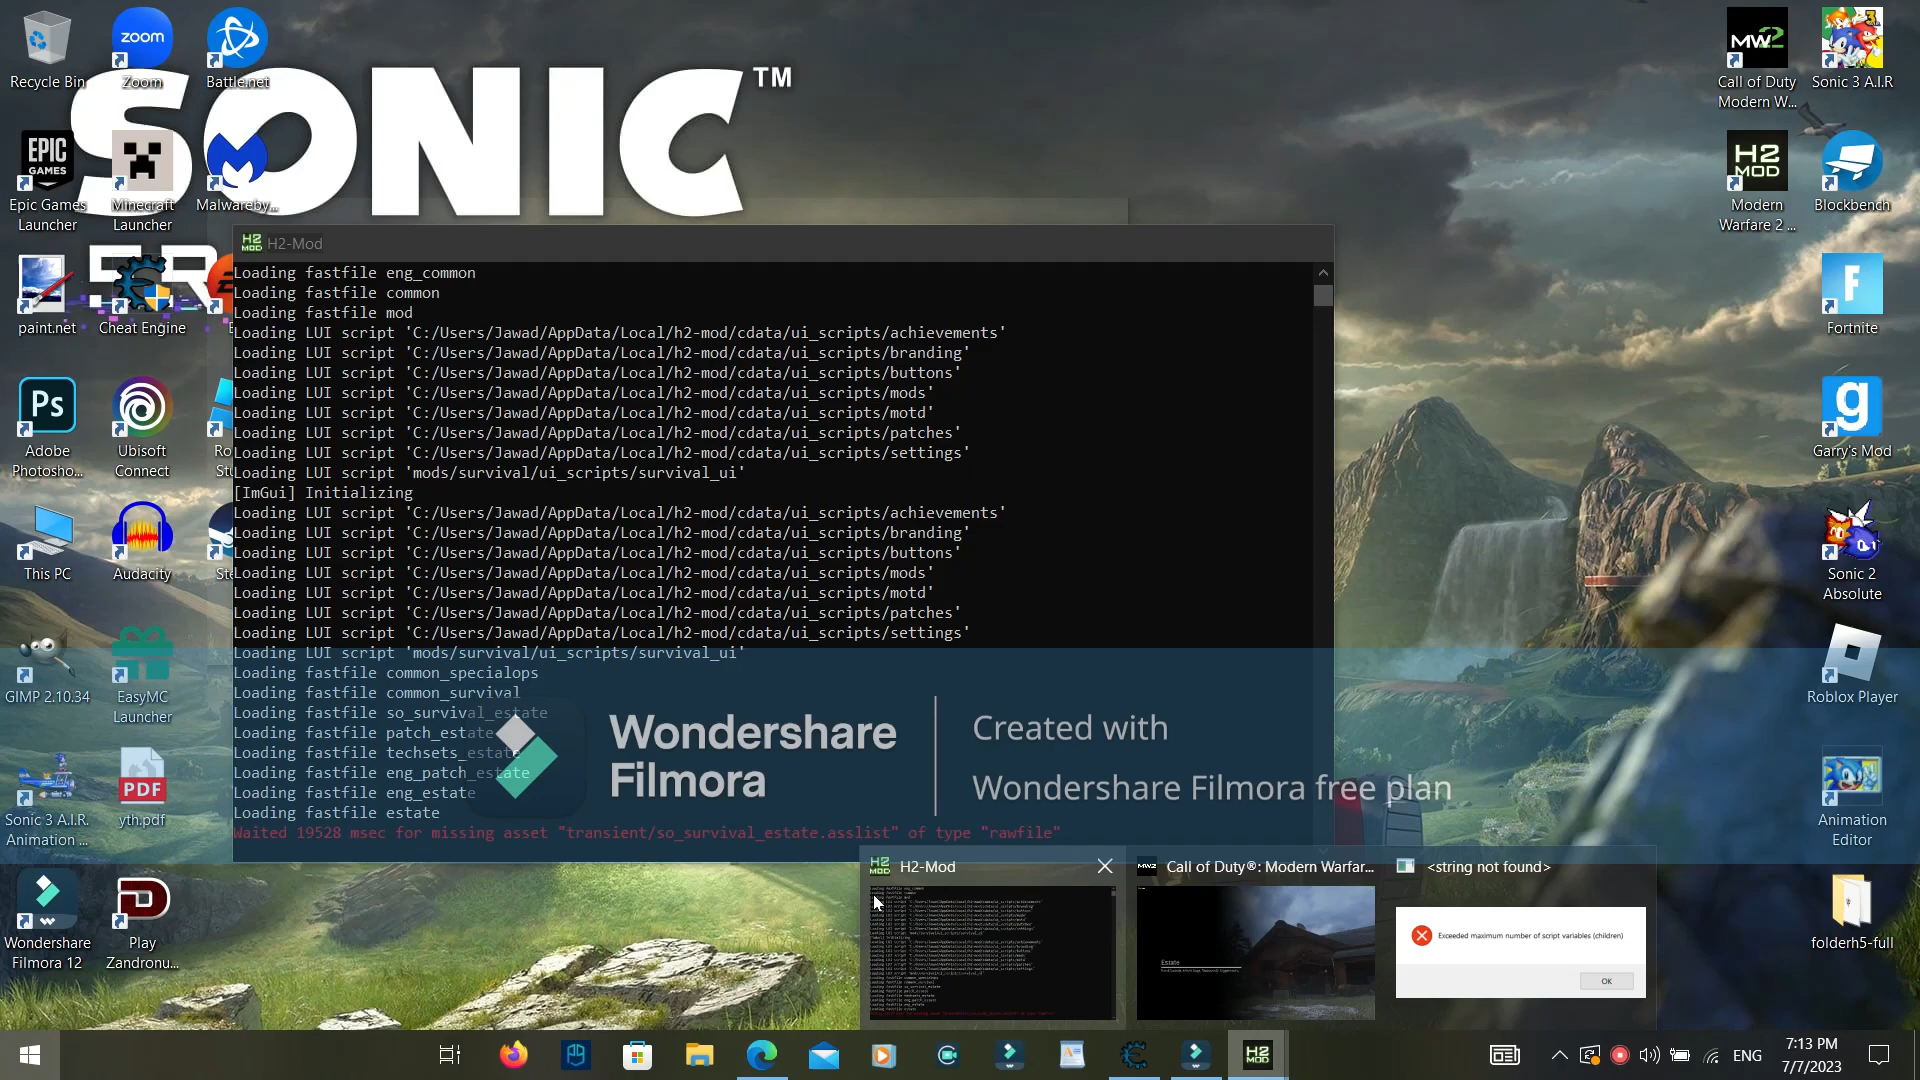 Recycle Bin
Zoom
Battle.net
SONIC™
Epic Games Launcher
Minecraft Launcher
Malwareby...
paint.net
Cheat Engine
Adobe Photosho...
Ubisoft Connect
This PC
Audacity
GIMP 2.10.34
EasyMC Launcher
Sonic 3 A.I.R. Animation ...
yth.pdf
Wondershare Filmora 12
Play Zandronu...
Call of Duty Modern W...
Sonic 3 A.I.R
Modern Warfare 2 ...
Blockbench
Fortnite
Garry's Mod
Sonic 2 Absolute
Roblox Player
Animation Editor
folderh5-full
H2-Mod
Loading fastfile eng_common
Loading fastfile common
Loading fastfile mod
Loading LUI script 'C:/Users/Jawad/AppData/Local/h2-mod/cdata/ui_scripts/achievements'
Loading LUI script 'C:/Users/Jawad/AppData/Local/h2-mod/cdata/ui_scripts/branding'
Loading LUI script 'C:/Users/Jawad/AppData/Local/h2-mod/cdata/ui_scripts/buttons'
Loading LUI script 'C:/Users/Jawad/AppData/Local/h2-mod/cdata/ui_scripts/mods'
Loading LUI script 'C:/Users/Jawad/AppData/Local/h2-mod/cdata/ui_scripts/motd'
Loading LUI script 'C:/Users/Jawad/AppData/Local/h2-mod/cdata/ui_scripts/patches'
Loading LUI script 'C:/Users/Jawad/AppData/Local/h2-mod/cdata/ui_scripts/settings'
Loading LUI script 'mods/survival/ui_scripts/survival_ui'
[ImGui] Initializing
Loading LUI script 'C:/Users/Jawad/AppData/Local/h2-mod/cdata/ui_scripts/achievements'
Loading LUI script 'C:/Users/Jawad/AppData/Local/h2-mod/cdata/ui_scripts/branding'
Loading LUI script 'C:/Users/Jawad/AppData/Local/h2-mod/cdata/ui_scripts/buttons'
Loading LUI script 'C:/Users/Jawad/AppData/Local/h2-mod/cdata/ui_scripts/mods'
Loading LUI script 'C:/Users/Jawad/AppData/Local/h2-mod/cdata/ui_scripts/motd'
Loading LUI script 'C:/Users/Jawad/AppData/Local/h2-mod/cdata/ui_scripts/patches'
Loading LUI script 'C:/Users/Jawad/AppData/Local/h2-mod/cdata/ui_scripts/settings'
Loading LUI script 'mods/survival/ui_scripts/survival_ui'
Loading fastfile common_specialops
Loading fastfile common_survival
Loading fastfile so_survival_estate
Loading fastfile patch_estate
Loading fastfile techsets_estate
Loading fastfile eng_patch_estate
Loading fastfile eng_estate
Loading fastfile estate
Waited 19528 msec for missing asset "transient/so_survival_estate.asslist" of type "rawfile"
Wondershare Filmora
Created with
Wondershare Filmora free plan
H2-Mod
Call of Duty®: Modern Warfar...
<string not found>
Estate
Exceeded maximum number of script variables (children)
OK
ENG
7:13 PM
7/7/2023